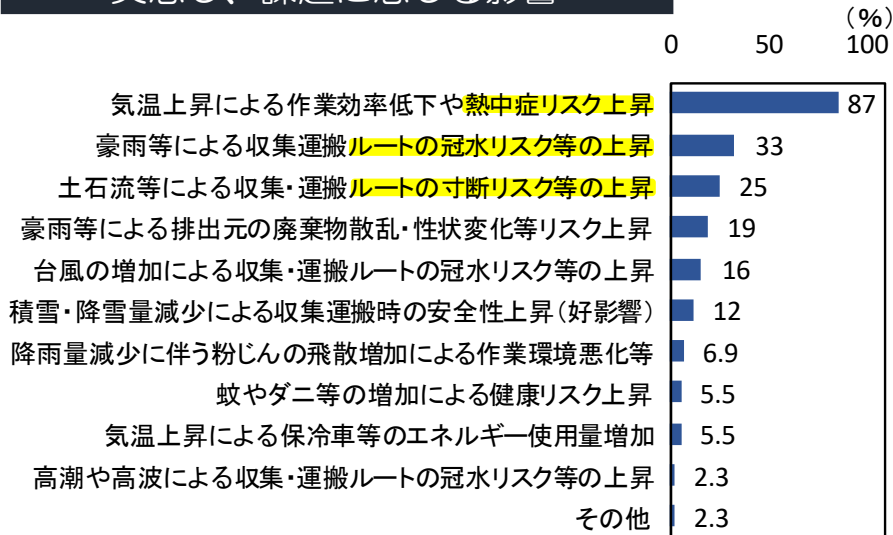 （%）
0 50 100
気温上昇による作業効率低下や熱中症リスク上昇 87
豪雨等による収集運搬ルートの冠水リスク等の上昇 33
土石流等による収集・運搬ルートの寸断リスク等の上昇 25
豪雨等による排出元の廃棄物散乱・性状変化等リスク上昇 19
台風の増加による収集・運搬ルートの冠水リスク等の上昇 16
積雪・降雪量減少による収集運搬時の安全性上昇（好影響） 12
降雨量減少に伴う粉じんの飛散増加による作業環境悪化等 6.9
蚊やダニ等の増加による健康リスク上昇 5.5
気温上昇による保冷車等のエネルギー使用量増加 5.5
高潮や高波による収集・運搬ルートの冠水リスク等の上昇 2.3
その他 2.3